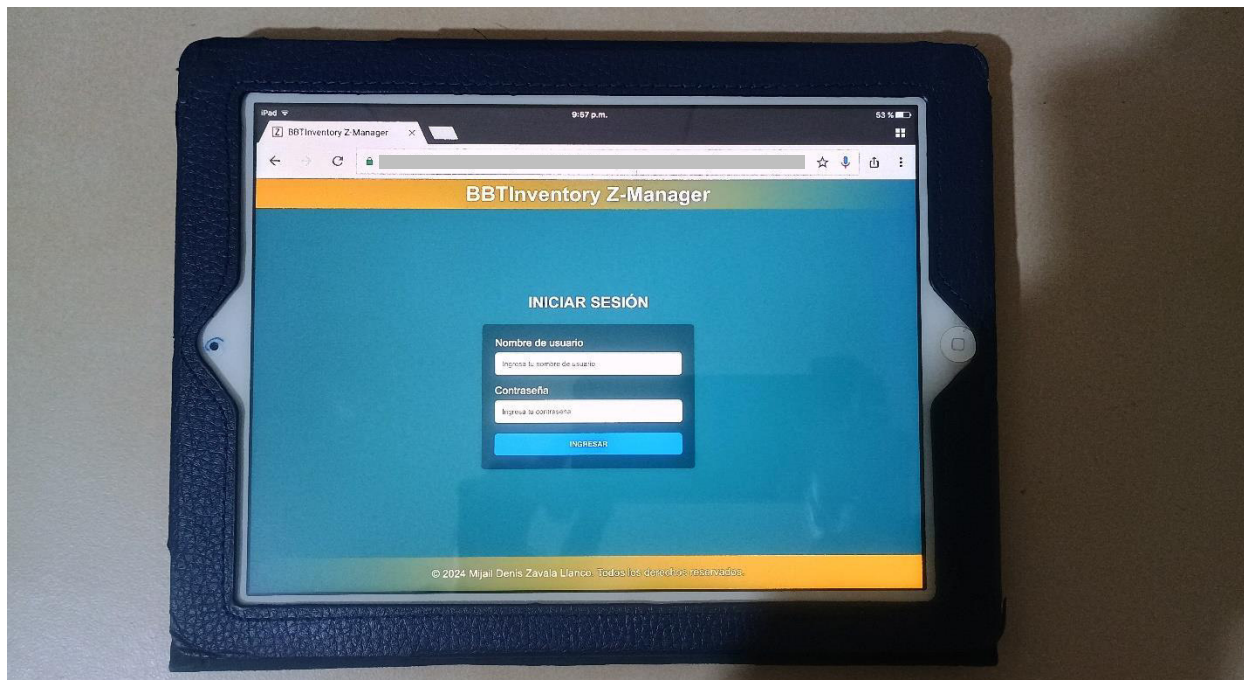 iPad 9:57 p.m. 53 %
Z BBTInventory Z-Manager
BBTInventory Z-Manager
INICIAR SESIÓN
Nombre de usuario
Ingresa tu nombre de usuario
Contraseña
Ingresa tu contraseña
INGRESAR
© 2024 Mijail Denis Zavala Llanco. Todos los derechos reservados.